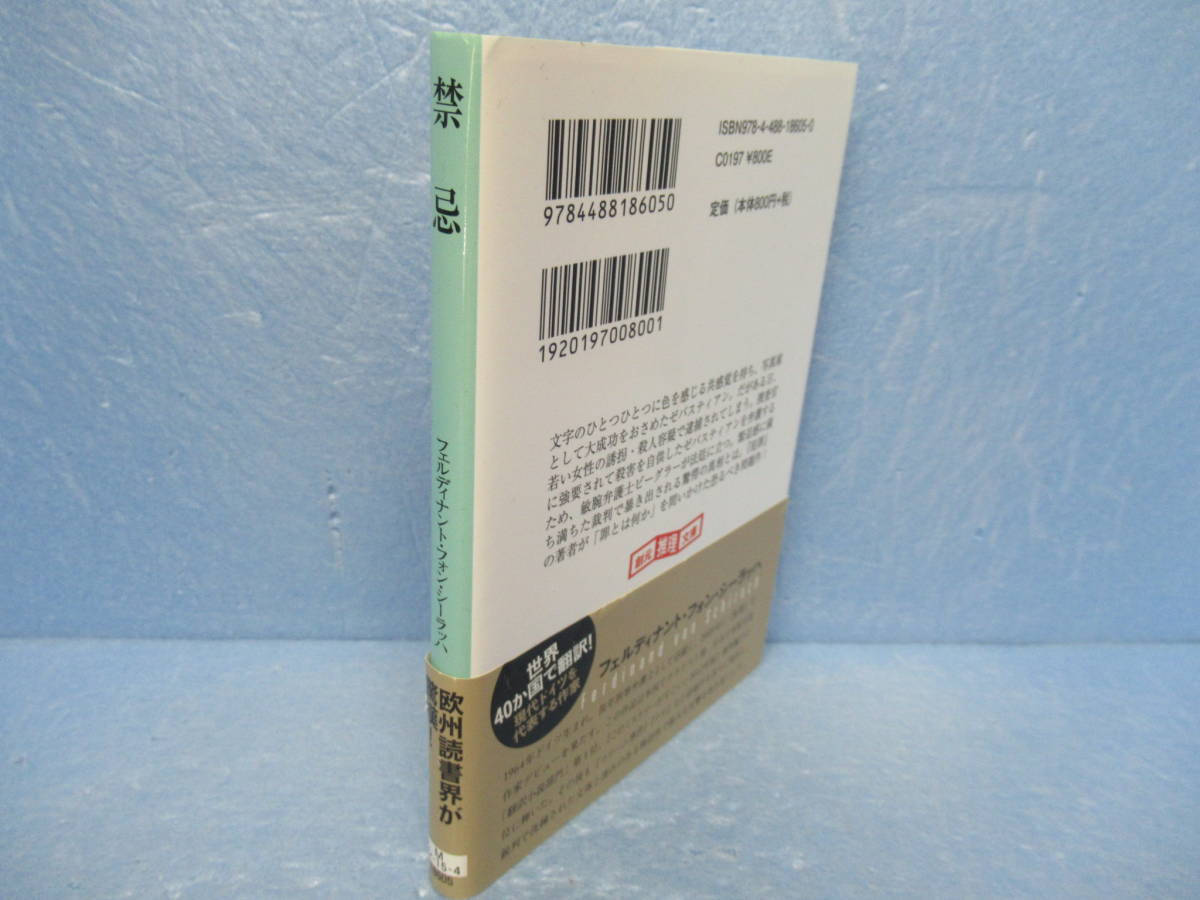 禁忌
フェルディナント・フォン・シーラッハ
欧州読書界が
驚嘆！
M
15-4
ISBN978-4-488-18605-0
C0197 ¥800E
定価（本体800円+税）
9784488186050
1920197008001
文字のひとつひとつに色を感じる共感覚を持ち、写真家
として大成功をおさめたゼバスティアン。だがある日、
若い女性の誘拐・殺人容疑で逮捕されてしまう。捜査官
に強要されて殺害を自供したゼバスティアンを弁護する
ため、敏腕弁護士ビーグラーが法廷に立つ。緊迫感に満
ち満ちた裁判で暴き出される驚愕の真相とは。『犯罪』
の著者が「罪とは何か」を問いかけた恐るべき問題作！
創元推理文庫
世界
40か国で翻訳！
現代ドイツを
代表する作家
フェルディナント・フォン・シーラッハ
Ferdinand von Schirach